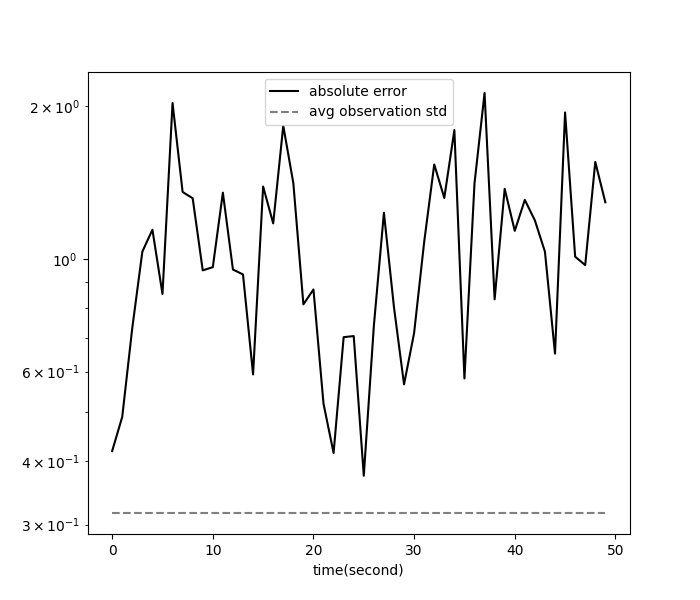 absolute error
avg observation std
2 × 10⁰
10⁰
6 × 10⁻¹
4 × 10⁻¹
3 × 10⁻¹
0 10 20 30 40 50
time(second)